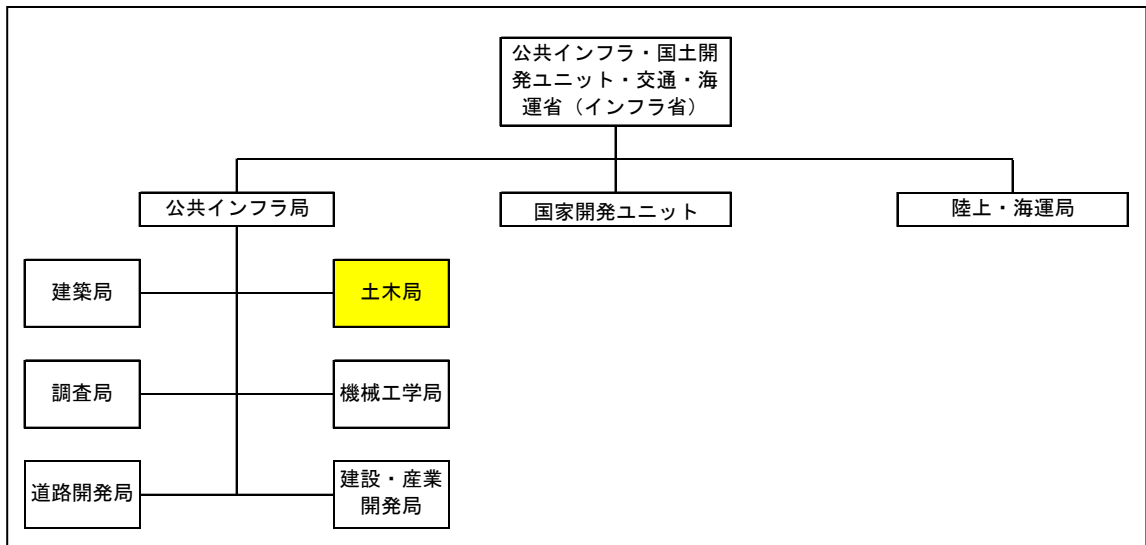 公共インフラ・国土開
発ユニット・交通・海
運省（インフラ省）
公共インフラ局
国家開発ユニット
陸上・海運局
建築局
土木局
調査局
機械工学局
道路開発局
建設・産業
開発局